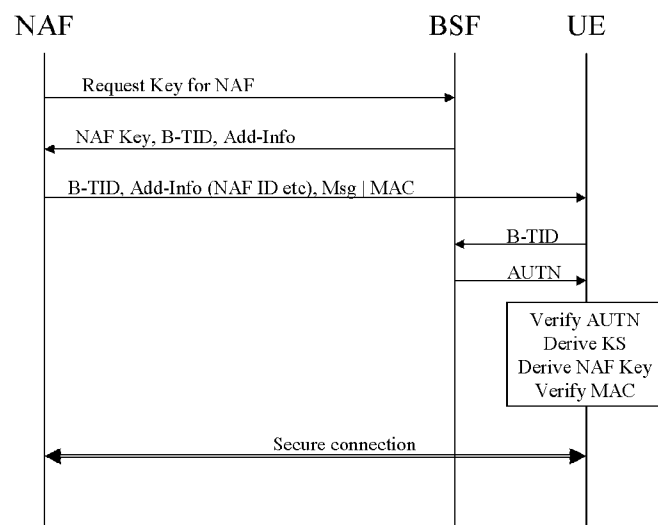 NAF
BSF
UE
Request Key for NAF
NAF Key, B-TID, Add-Info
B-TID, Add-Info (NAF ID etc), Msg | MAC
B-TID
AUTN
Verify AUTN
Derive KS
Derive NAF Key
Verify MAC
Secure connection